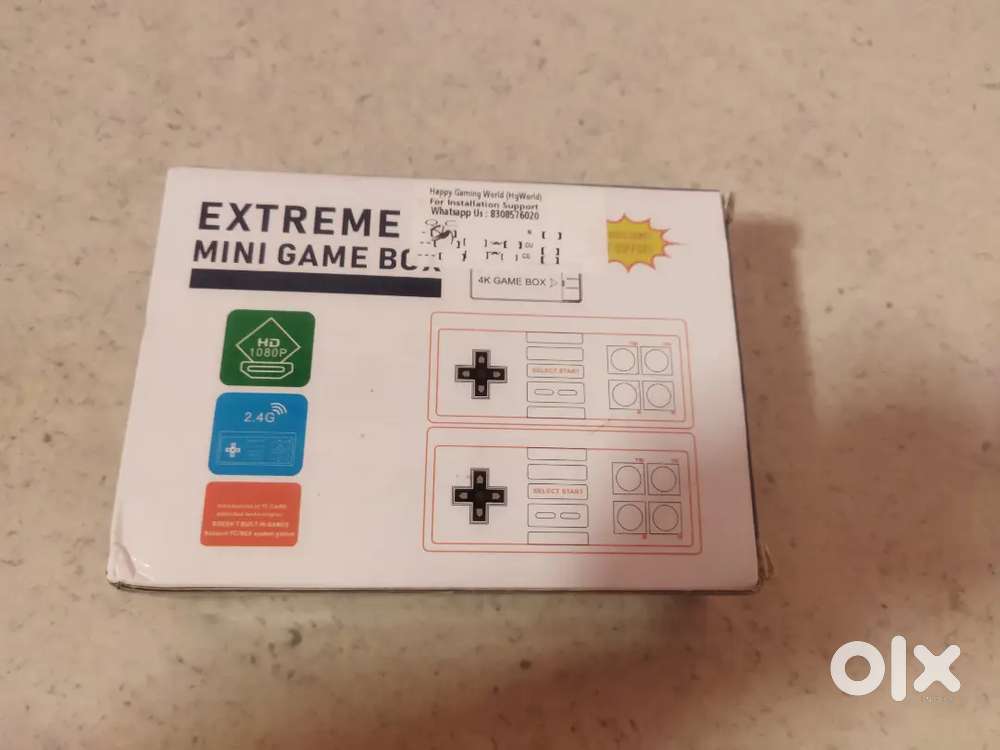 EXTREME
MINI GAME BOX
Happy Gaming World (HgWorld)
For Installation Support
Whatsapp Us : 8308576020
4K GAME BOX
HD
1080P
2.4G
SELECT START
SELECT START
olx